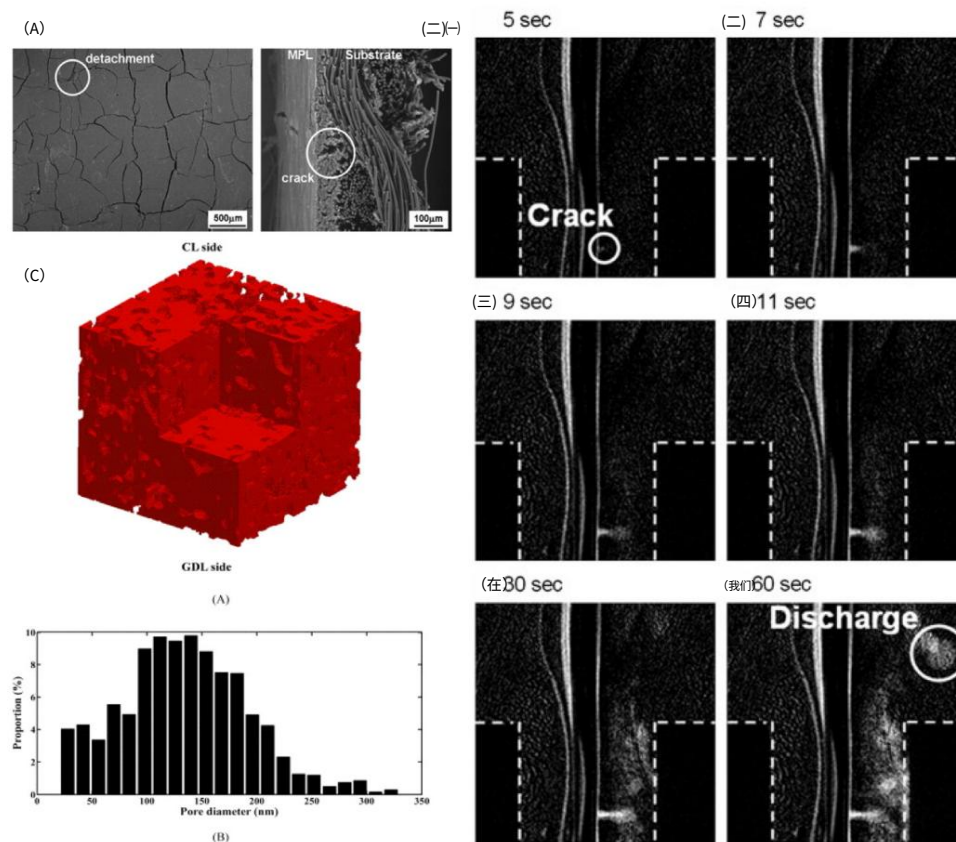 (A)
detachment
500μm
(二)(一)
MPL Substrate
crack
100μm
CL side
(C)
GDL side
(A)
Proportion (%)
10
8
6
4
2
0
0 50 100 150 200 250 300 350
Pore diameter (nm)
(B)
5 sec
Crack
(二) 7 sec
(三) 9 sec
(四) 11 sec
(在)30 sec
(我们)60 sec
Discharge